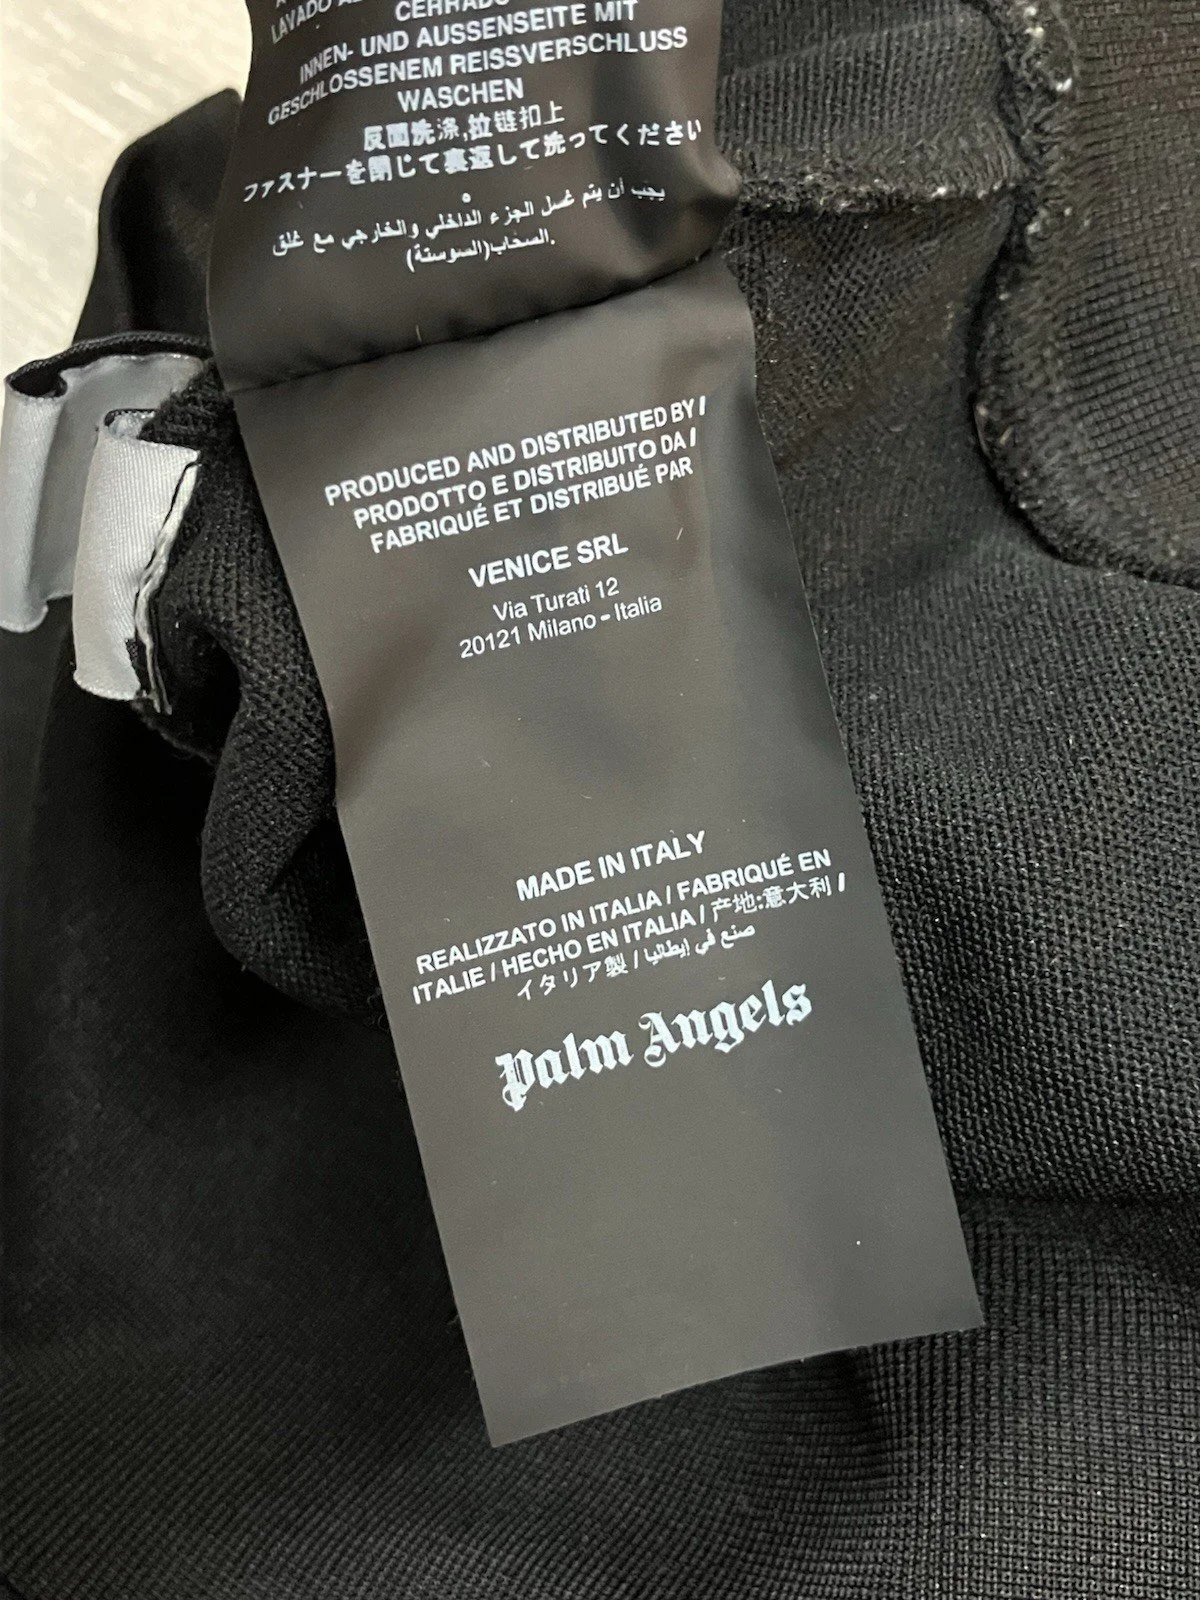 LAVADO
CERRADO
INNEN- UND AUSSENSEITE MIT
GESCHLOSSENEM REISSVERSCHLUSS
WASCHEN
反面洗涤,拉链扣上
ファスナーを閉じて裏返して洗ってください
يجب أن يتم غسل الجزء الداخلي والخارجي مع غلق
السحاب(السوستة).
PRODUCED AND DISTRIBUTED BY /
PRODOTTO E DISTRIBUITO DA /
FABRIQUÉ ET DISTRIBUÉ PAR
VENICE SRL
Via Turati 12
20121 Milano - Italia
MADE IN ITALY
REALIZZATO IN ITALIA / FABRIQUÉ EN
ITALIE / HECHO EN ITALIA / 产地:意大利 /
イタリア製 / صنع في إيطاليا
Palm Angels